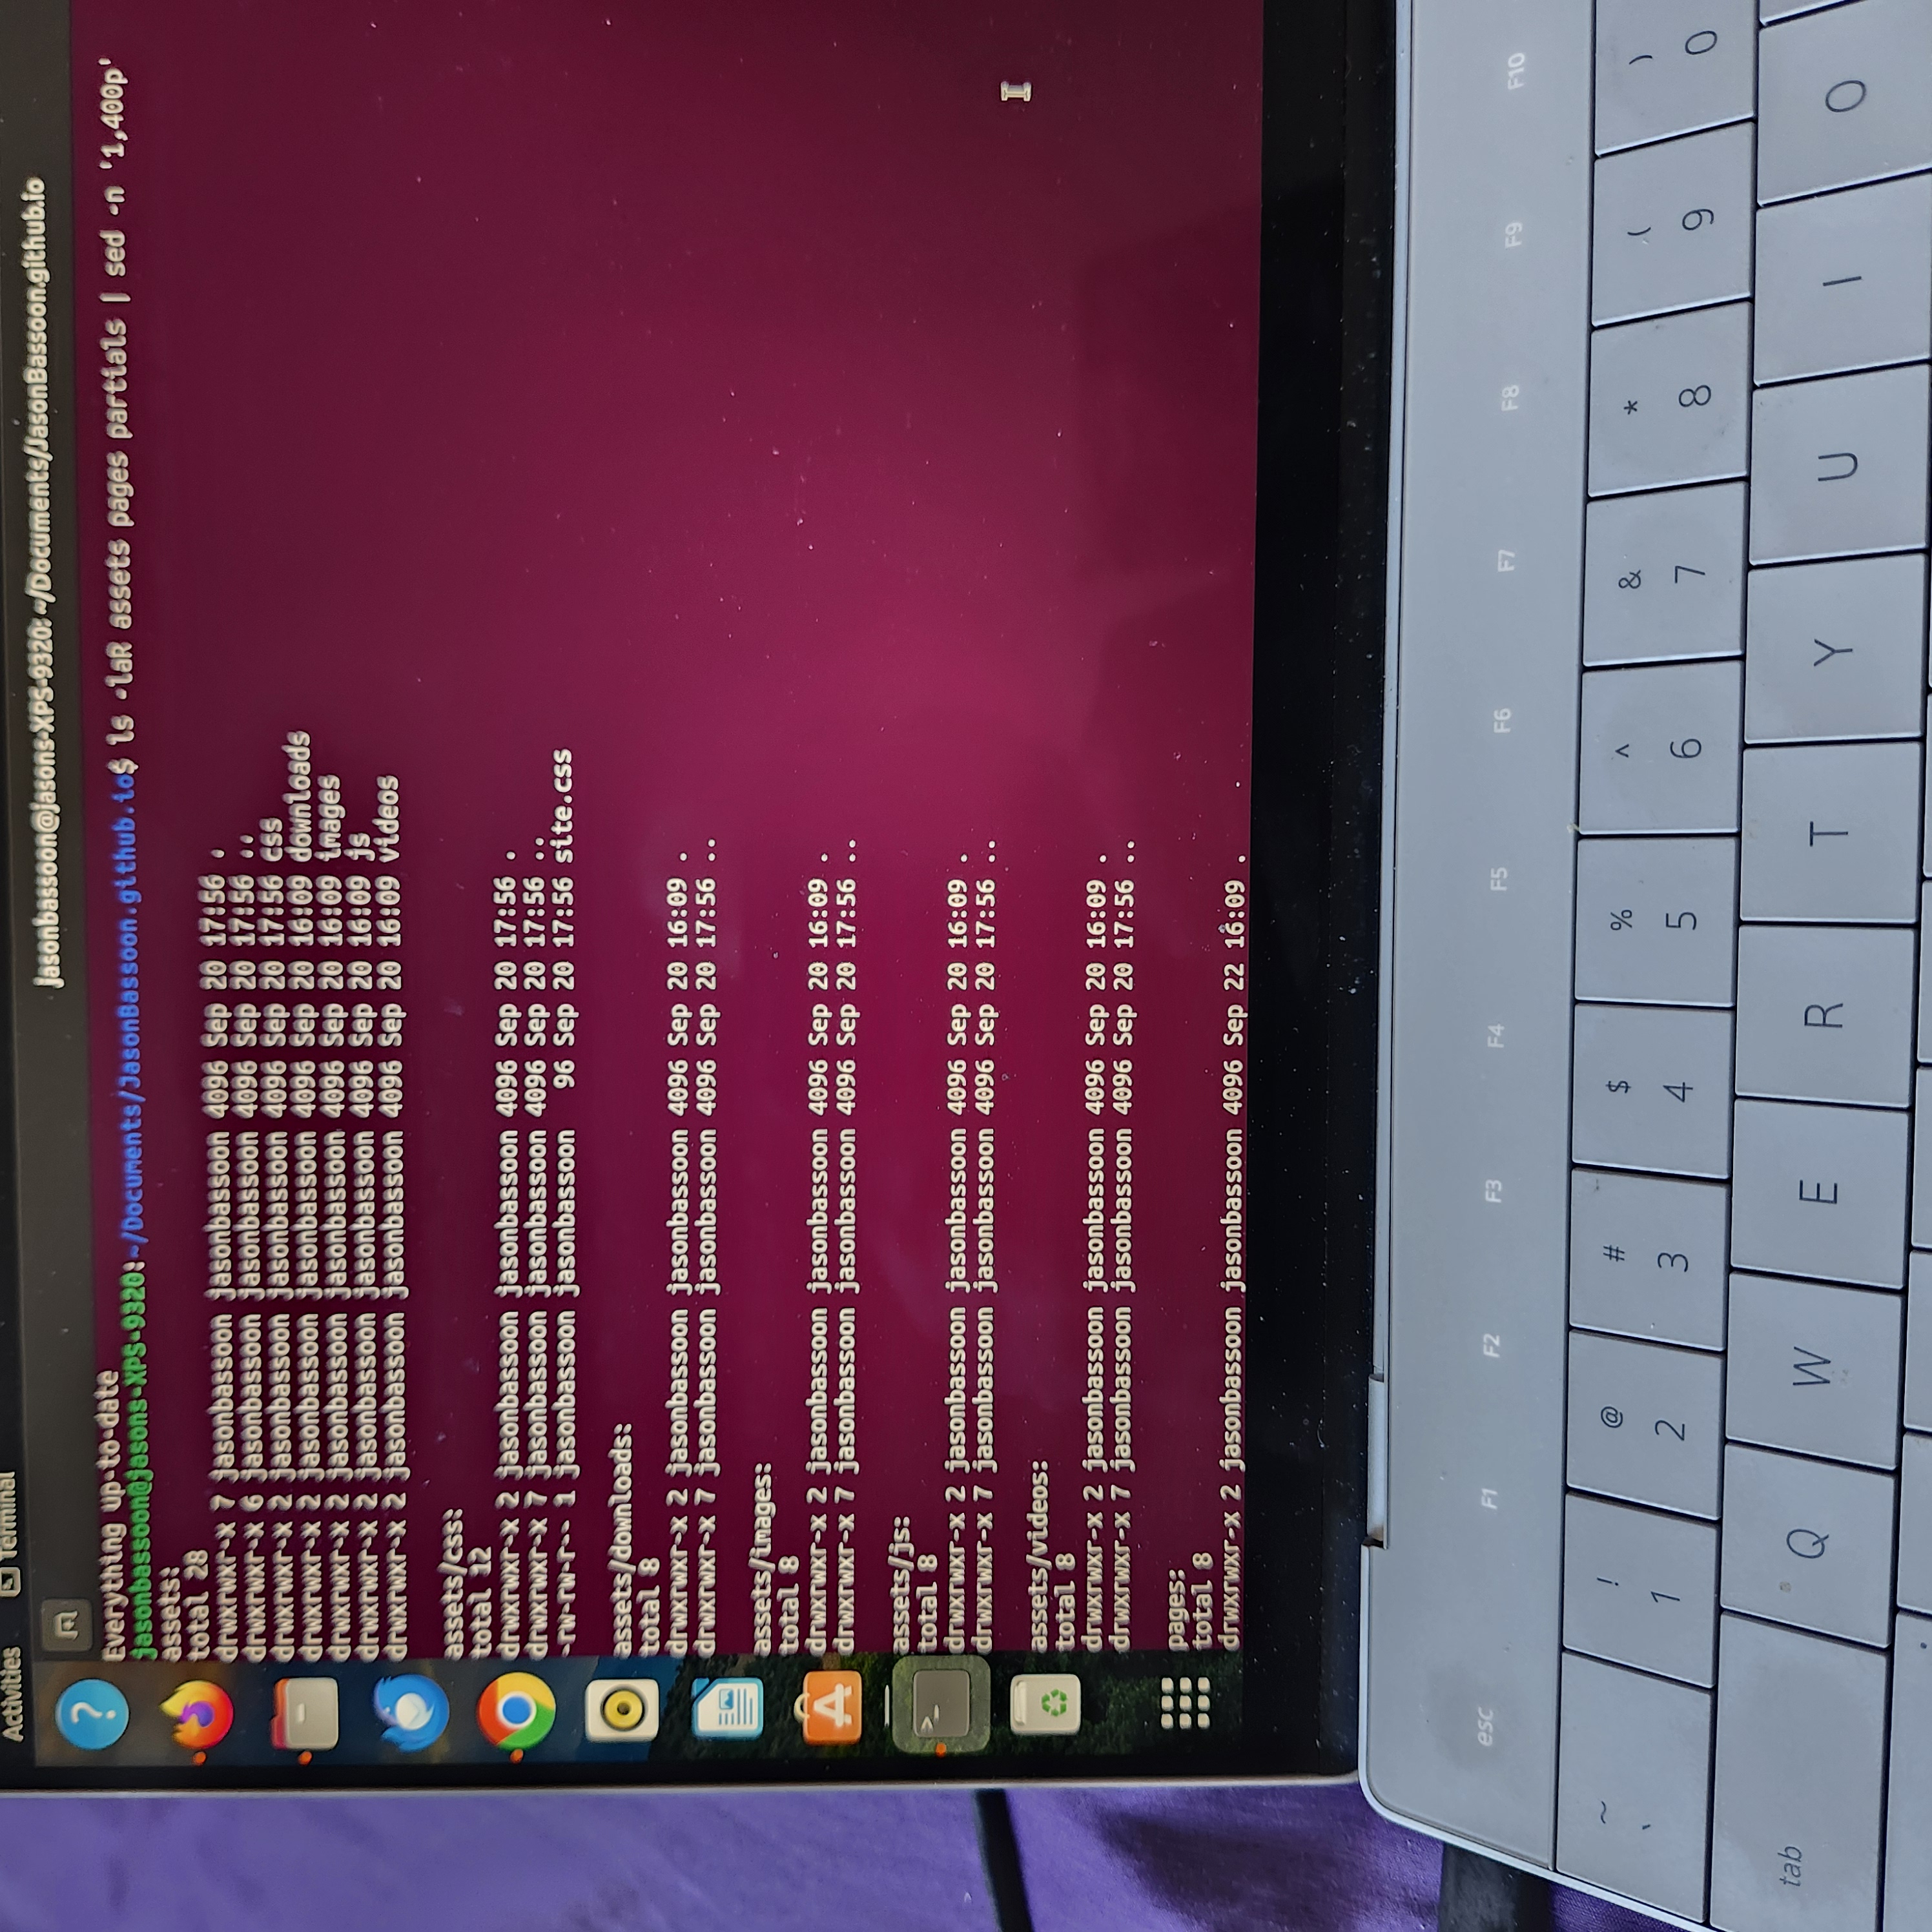 Activities Terminal
jasonbassoon@jasons-XPS-9320: ~/Documents/JasonBassoon.github.io
Everything up-to-date
jasonbassoon@jasons-XPS-9320:~/Documents/JasonBassoon.github.io$ ls -laR assets pages partials | sed -n '1,400p'
assets:
total 28
drwxrwxr-x 7 jasonbassoon jasonbassoon 4096 Sep 20 17:56 .
drwxrwxr-x 6 jasonbassoon jasonbassoon 4096 Sep 20 17:56 ..
drwxrwxr-x 2 jasonbassoon jasonbassoon 4096 Sep 20 17:56 css
drwxrwxr-x 2 jasonbassoon jasonbassoon 4096 Sep 20 16:09 downloads
drwxrwxr-x 2 jasonbassoon jasonbassoon 4096 Sep 20 16:09 images
drwxrwxr-x 2 jasonbassoon jasonbassoon 4096 Sep 20 16:09 js
drwxrwxr-x 2 jasonbassoon jasonbassoon 4096 Sep 20 16:09 videos
assets/css:
total 12
drwxrwxr-x 2 jasonbassoon jasonbassoon 4096 Sep 20 17:56 .
drwxrwxr-x 7 jasonbassoon jasonbassoon 4096 Sep 20 17:56 ..
-rw-rw-r-- 1 jasonbassoon jasonbassoon   96 Sep 20 17:56 site.css
assets/downloads:
total 8
drwxrwxr-x 2 jasonbassoon jasonbassoon 4096 Sep 20 16:09 .
drwxrwxr-x 7 jasonbassoon jasonbassoon 4096 Sep 20 17:56 ..
assets/images:
total 8
drwxrwxr-x 2 jasonbassoon jasonbassoon 4096 Sep 20 16:09 .
drwxrwxr-x 7 jasonbassoon jasonbassoon 4096 Sep 20 17:56 ..
assets/js:
total 8
drwxrwxr-x 2 jasonbassoon jasonbassoon 4096 Sep 20 16:09 .
drwxrwxr-x 7 jasonbassoon jasonbassoon 4096 Sep 20 17:56 ..
assets/videos:
total 8
drwxrwxr-x 2 jasonbassoon jasonbassoon 4096 Sep 20 16:09 .
drwxrwxr-x 7 jasonbassoon jasonbassoon 4096 Sep 20 17:56 ..
pages:
total 8
drwxrwxr-x 2 jasonbassoon jasonbassoon 4096 Sep 22 16:09 .
esc F1 F2 F3 F4 F5 F6 F7 F8 F9 F10
~ ! @ # $ % ^ & * ( )
` 1 2 3 4 5 6 7 8 9 0
tab Q W E R T Y U I O